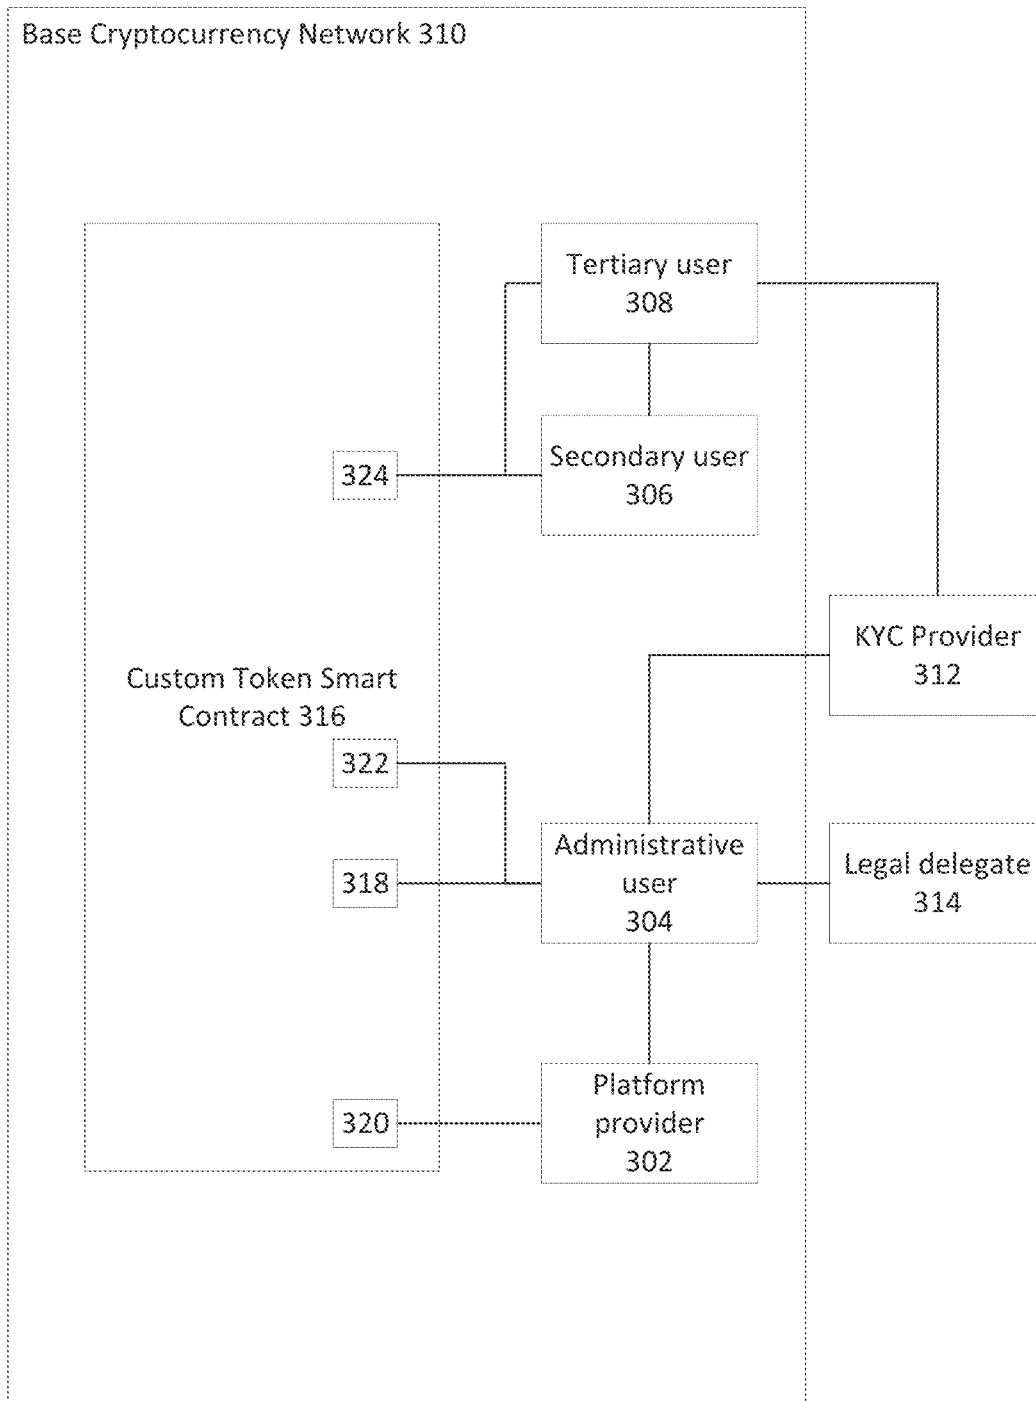 Base Cryptocurrency Network 310
Tertiary user
308
Secondary user
306
324
KYC Provider
312
Custom Token Smart
Contract 316
322
318
Administrative
user
304
Legal delegate
314
320
Platform
provider
302